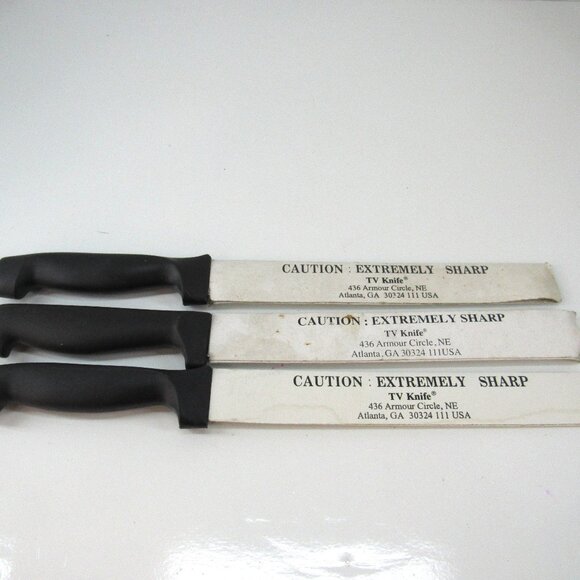 CAUTION : EXTREMELY SHARP
TV Knife®
436 Armour Circle, NE
Atlanta, GA 30324 111 USA
CAUTION : EXTREMELY SHARP
TV Knife®
436 Armour Circle, NE
Atlanta, GA 30324 111 USA
CAUTION : EXTREMELY SHARP
TV Knife®
436 Armour Circle, NE
Atlanta, GA 30324 111 USA